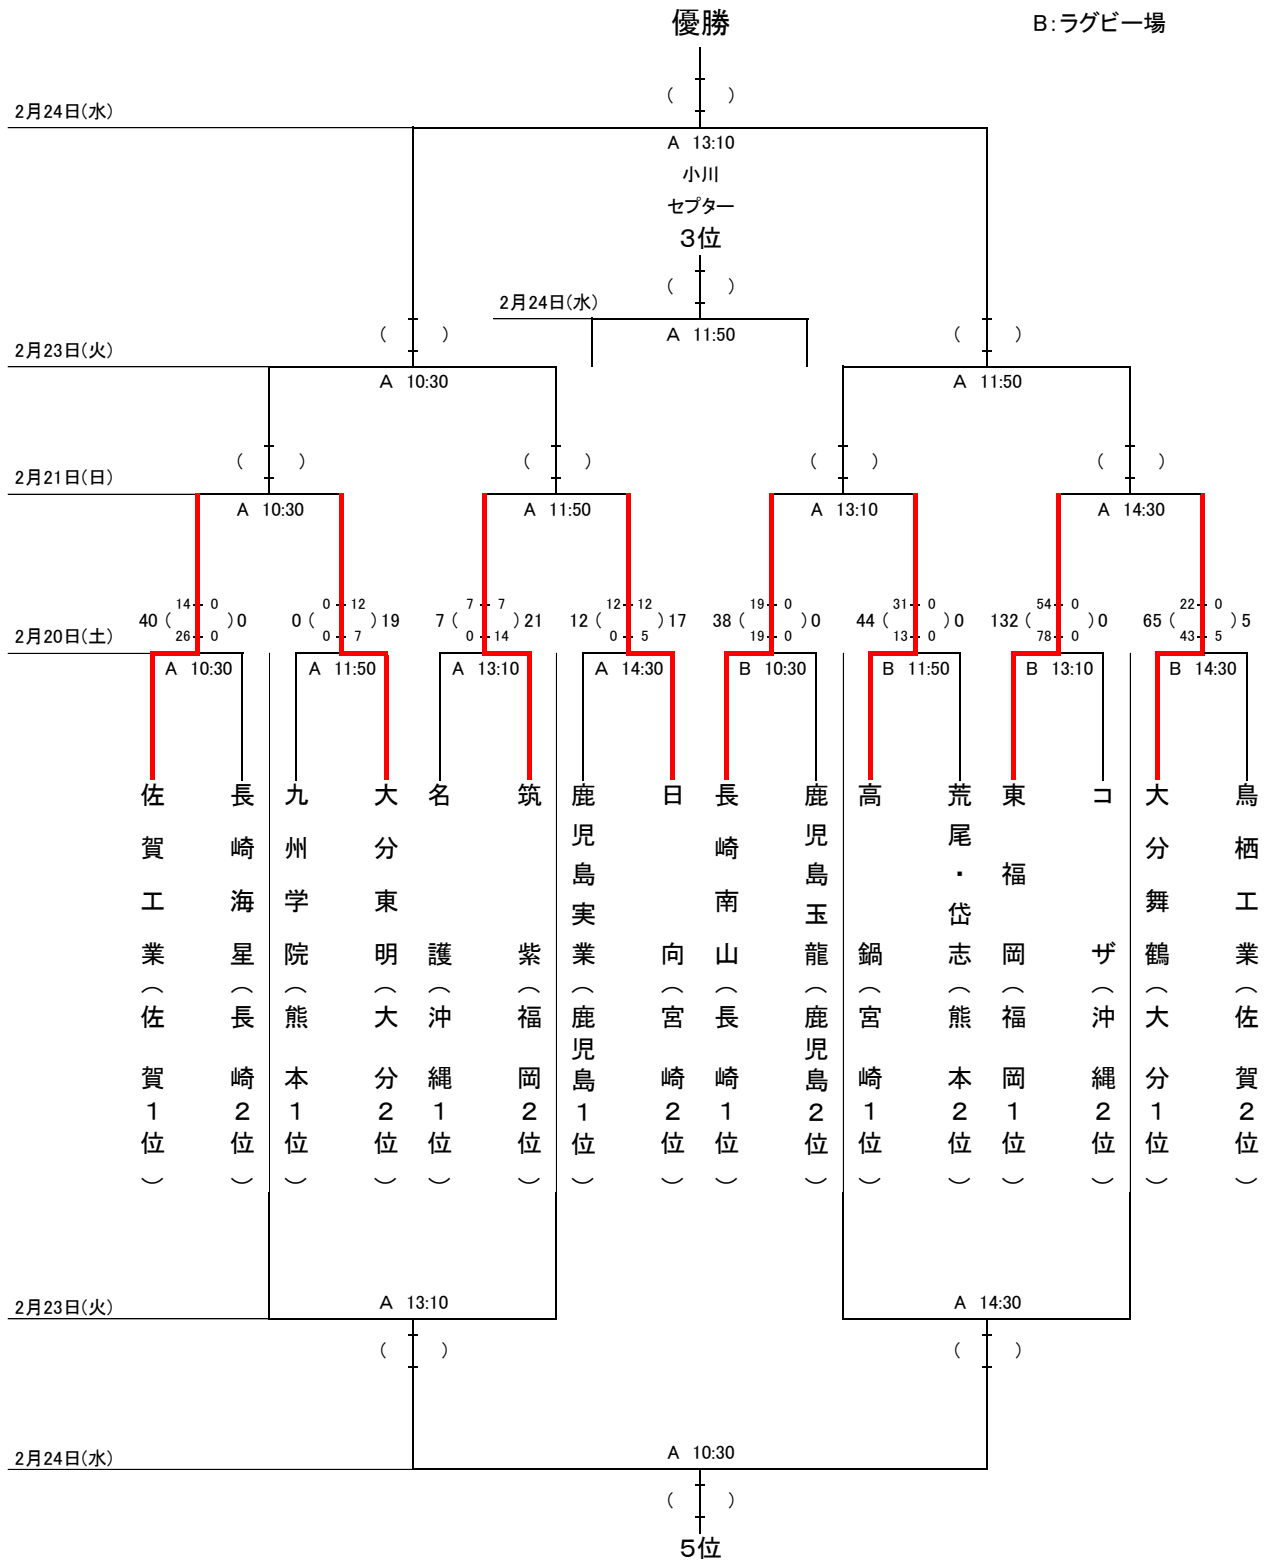 優勝
B:ラグビー場
( )
2月24日(水)
A 13:10
小川
セプター
3位
( )
2月24日(水)
A 11:50
( )
( )
2月23日(火)
A 10:30
A 11:50
( )
( )
( )
( )
2月21日(日)
A 10:30
A 11:50
A 13:10
A 14:30
14 0
0 12
7 7
12 12
19 0
31 0
54 0
22 0
40 ( ) 0
0 ( ) 19
7 ( ) 21
12 ( ) 17
38 ( ) 0
44 ( ) 0
132 ( ) 0
65 ( ) 5
26 0
0 7
0 14
0 5
19 0
13 0
78 0
43 5
2月20日(土)
A 10:30
A 11:50
A 13:10
A 14:30
B 10:30
B 11:50
B 13:10
B 14:30
佐賀工業(佐賀1位)
長崎海星(長崎2位)
九州学院(熊本1位)
大分東明(大分2位)
名護(沖縄1位)
筑紫(福岡2位)
鹿児島実業(鹿児島1位)
日向(宮崎2位)
長崎南山(長崎1位)
鹿児島玉龍(鹿児島2位)
高鍋(宮崎1位)
荒尾・岱志(熊本2位)
東福岡(福岡1位)
コザ(沖縄2位)
大分舞鶴(大分1位)
鳥栖工業(佐賀2位)
2月23日(火)
A 13:10
A 14:30
( )
( )
2月24日(水)
A 10:30
( )
5位